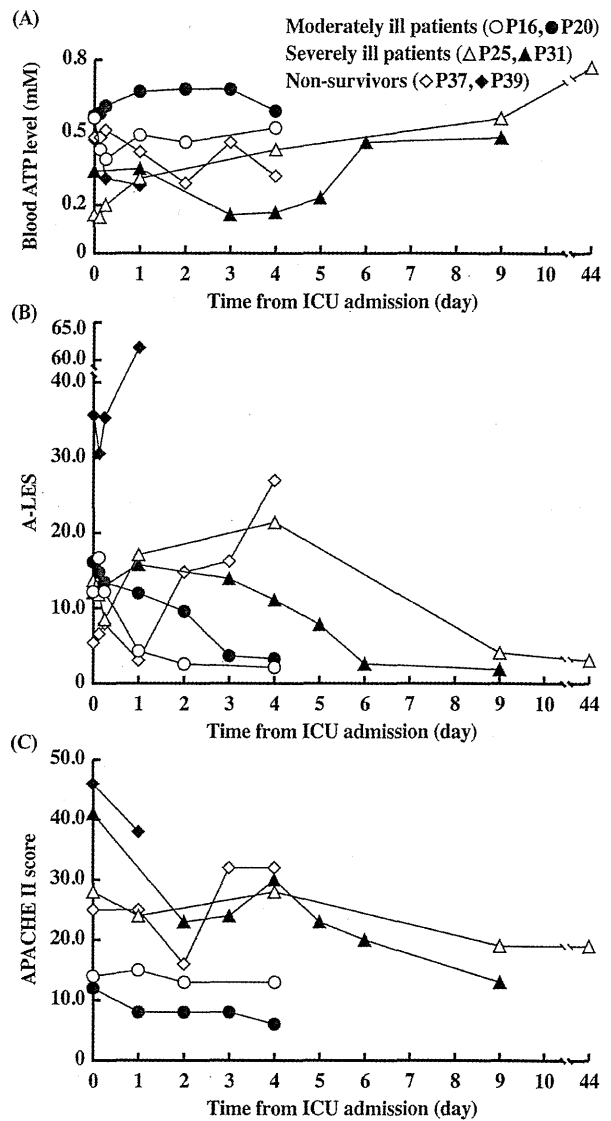 (A)
Moderately ill patients (○P16,●P20)
Severely ill patients (△P25,▲P31)
Non-survivors (◇P37,◆P39)
Blood ATP level (mM)
0.8
0.5
0.2
0
0 1 2 3 4 5 6 7 8 9 10 44
Time from ICU admission (day)
(B)
A-LES
65.0
60.0
40.0
30.0
20.0
10.0
0
0 1 2 3 4 5 6 7 8 9 10 44
Time from ICU admission (day)
(C)
APACHE II score
50.0
40.0
30.0
20.0
10.0
0
0 1 2 3 4 5 6 7 8 9 10 44
Time from ICU admission (day)